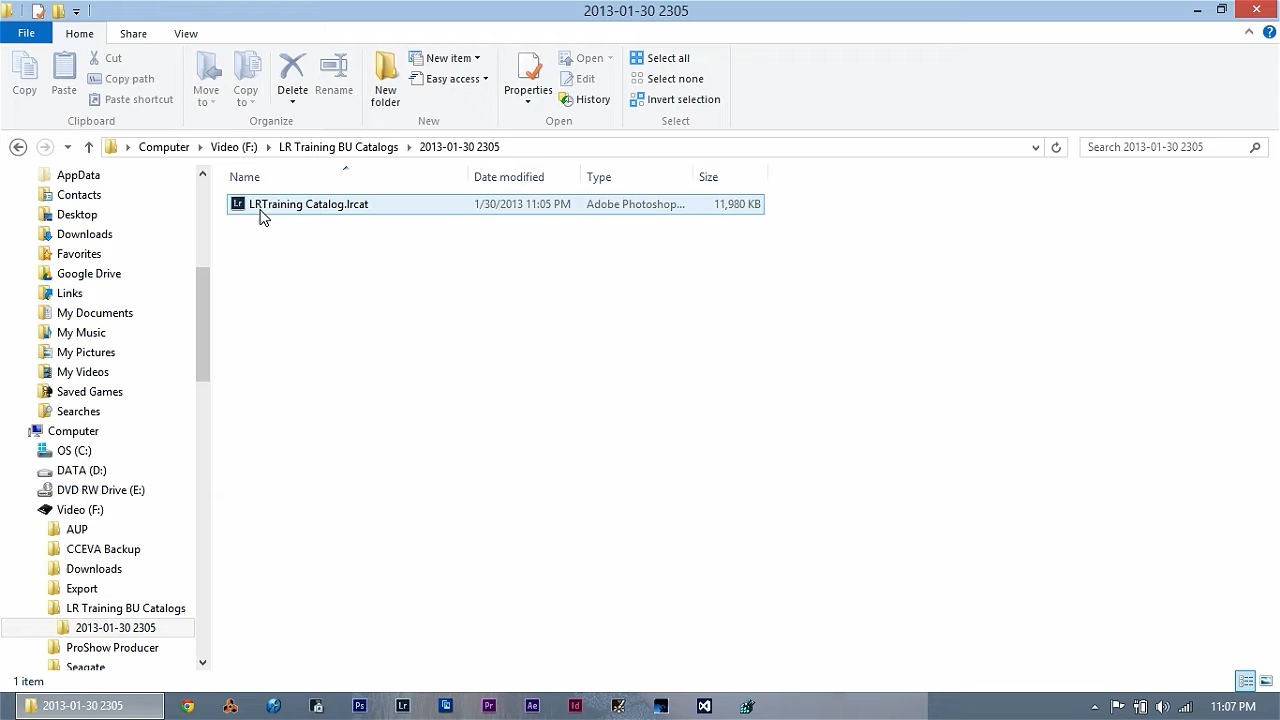 2013-01-30 2305
File Home Share View
Copy
Paste
Cut
Copy path
Paste shortcut
Clipboard
Move to
Copy to
Delete
Rename
Organize
New folder
New item
Easy access
New
Properties
Open
Edit
History
Open
Select all
Select none
Invert selection
Select
Computer Video (F:) LR Training BU Catalogs 2013-01-30 2305
Search 2013-01-30 2305
Name Date modified Type Size
LRTraining Catalog.lrcat 1/30/2013 11:05 PM Adobe Photoshop... 11,980 KB
AppData
Contacts
Desktop
Downloads
Favorites
Google Drive
Links
My Documents
My Music
My Pictures
My Videos
Saved Games
Searches
Computer
OS (C:)
DATA (D:)
DVD RW Drive (E:)
Video (F:)
AUP
CCEVA Backup
Downloads
Export
LR Training BU Catalogs
2013-01-30 2305
ProShow Producer
Seagate
1 item
2013-01-30 2305
Ps Lr Pr Ae Id
11:07 PM